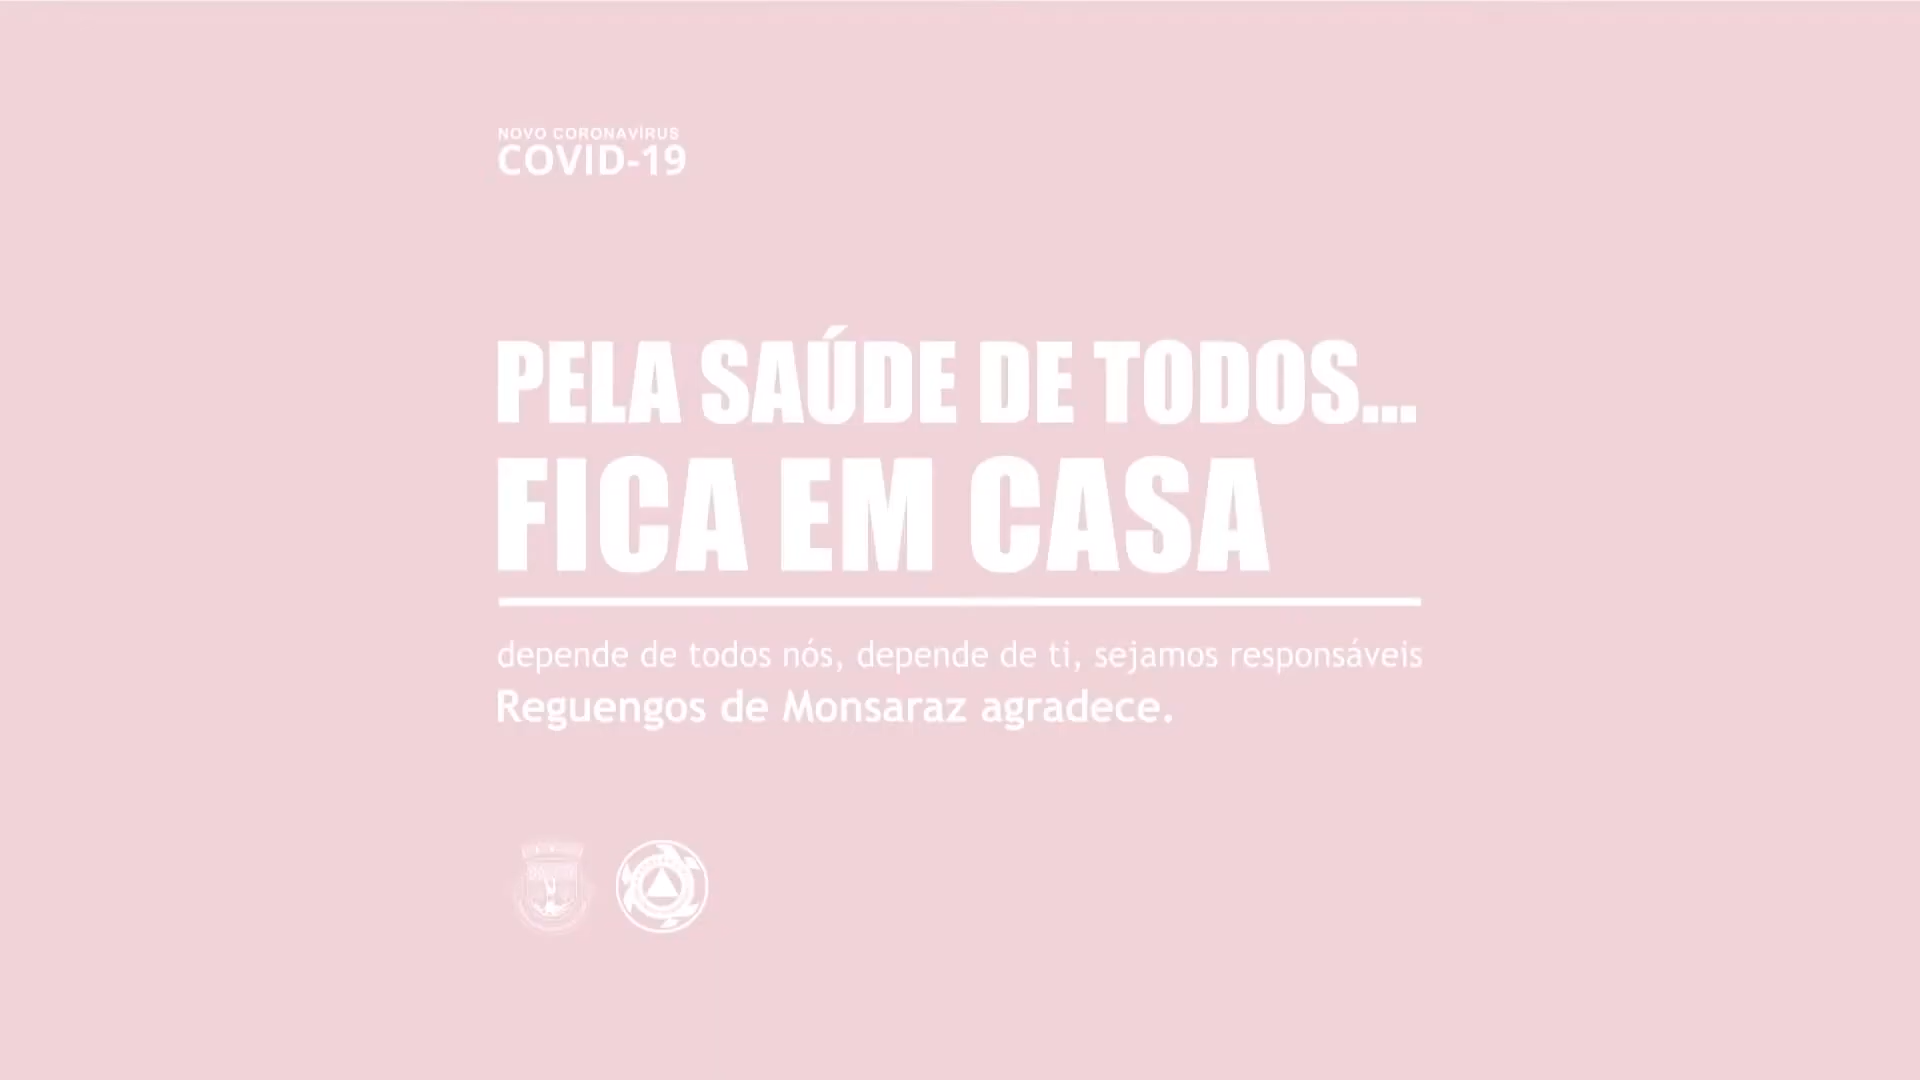 NOVO CORONAVÍRUS
COVID-19
PELA SAÚDE DE TODOS...
FICA EM CASA
depende de todos nós, depende de ti, sejamos responsáveis
Reguengos de Monsaraz agradece.